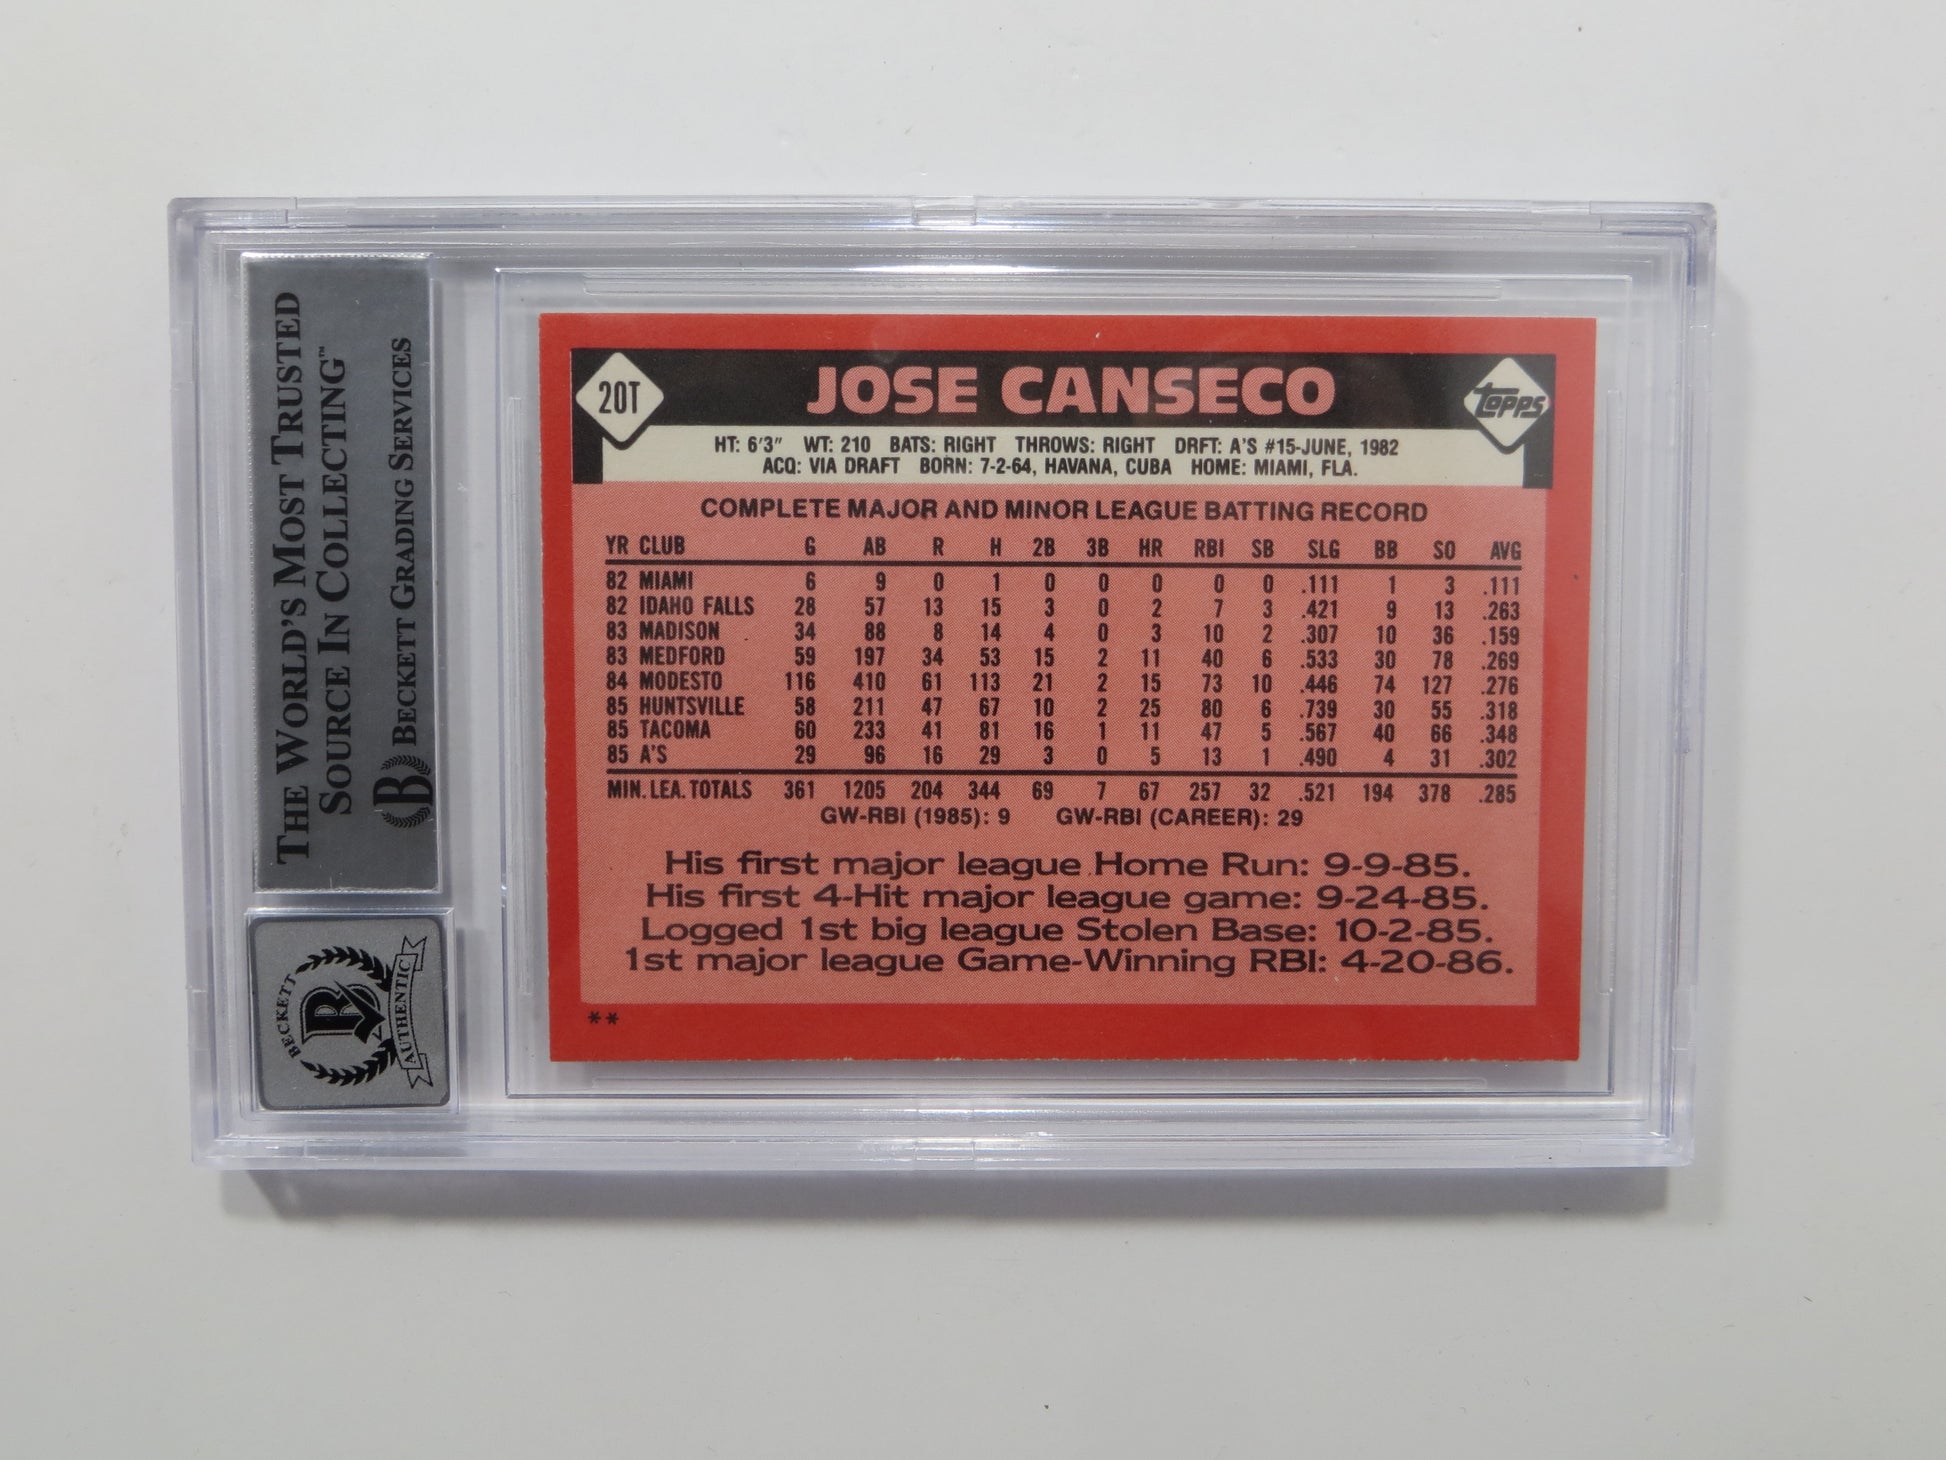 THE WORLD'S MOST TRUSTED
SOURCE IN COLLECTING™
B BECKETT GRADING SERVICES
BECKETT
B
AUTHENTIC
20T
JOSE CANSECO
topps
HT: 6'3" WT: 210 BATS: RIGHT THROWS: RIGHT DRFT: A'S #15-JUNE, 1982
ACQ: VIA DRAFT BORN: 7-2-64, HAVANA, CUBA HOME: MIAMI, FLA.
COMPLETE MAJOR AND MINOR LEAGUE BATTING RECORD
YR CLUB G AB R H 2B 3B HR RBI SB SLG BB SO AVG
82 MIAMI 6 9 0 1 0 0 0 0 0 .111 1 3 .111
82 IDAHO FALLS 28 57 13 15 3 0 2 7 3 .421 9 13 .263
83 MADISON 34 88 8 14 4 0 3 10 2 .307 10 36 .159
83 MEDFORD 59 197 34 53 15 2 11 40 6 .533 30 78 .269
84 MODESTO 116 410 61 113 21 2 15 73 10 .446 74 127 .276
85 HUNTSVILLE 58 211 47 67 10 2 25 80 6 .739 30 55 .318
85 TACOMA 60 233 41 81 16 1 11 47 5 .567 40 66 .348
85 A'S 29 96 16 29 3 0 5 13 1 .490 4 31 .302
MIN. LEA. TOTALS 361 1205 204 344 69 7 67 257 32 .521 194 378 .285
GW-RBI (1985): 9 GW-RBI (CAREER): 29
His first major league Home Run: 9-9-85.
His first 4-Hit major league game: 9-24-85.
Logged 1st big league Stolen Base: 10-2-85.
1st major league Game-Winning RBI: 4-20-86.
**